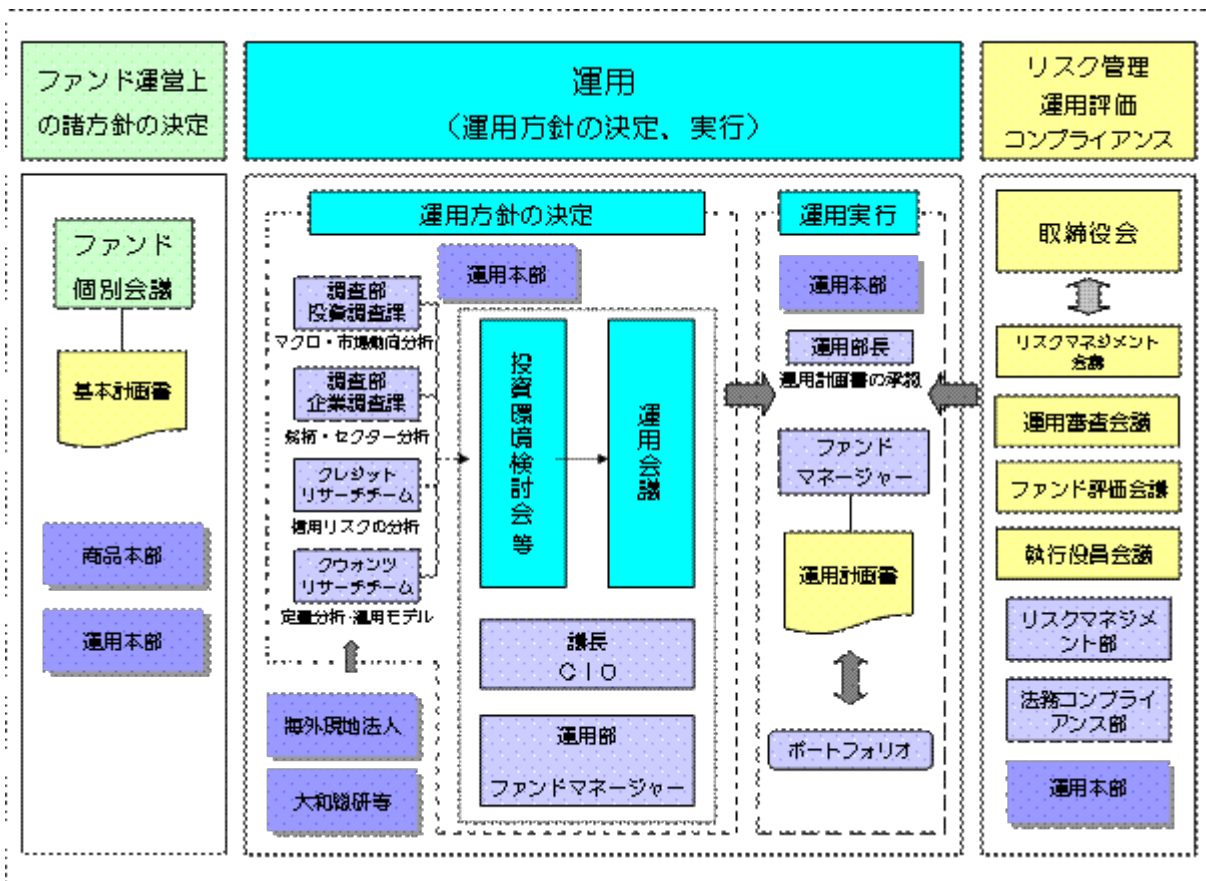 ファンド運営上
の諸方針の決定
運用
（運用方針の決定、実行）
リスク管理
運用評価
コンプライアンス
ファンド
個別会議
基本計画書
商品本部
運用本部
運用方針の決定
運用本部
調査部
投資調査課
マクロ・市場動向分析
調査部
企業調査課
銘柄・セクター分析
クレジット
リサーチチーム
信用リスクの分析
クウォンツ
リサーチチーム
定量分析・運用モデル
海外現地法人
大和総研等
投資環境検討会等
運用会議
議長
ＣＩＯ
運用部
ファンドマネージャー
運用実行
運用本部
運用部長
運用計画書の承認
ファンド
マネージャー
運用計画書
ポートフォリオ
取締役会
リスクマネジメント
会議
運用審査会議
ファンド評価会議
執行役員会議
リスクマネジメ
ント部
法務コンプライ
アンス部
運用本部